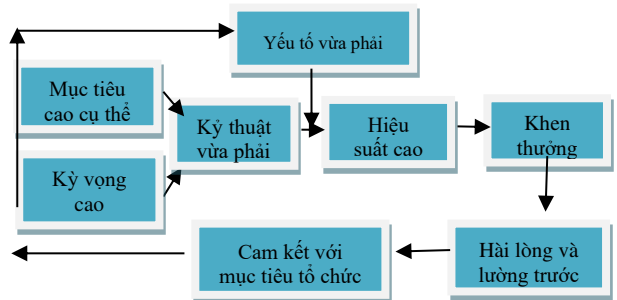 Yếu tố vừa phải
Mục tiêu
cao cụ thể
Kỷ thuật
vừa phải
Hiệu
suất cao
Khen
thưởng
Kỳ vọng
cao
Cam kết với
mục tiêu tổ chức
Hài lòng và
lường trước